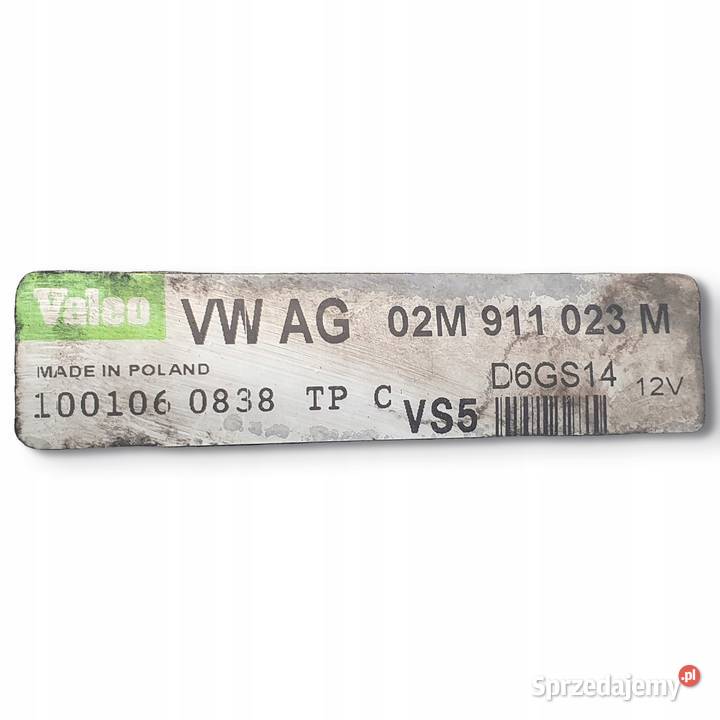 Valeo VW AG 02M 911 023 M
MADE IN POLAND D6GS14 12V
100106 0838 TP C VS5
Sprzedajemy.pl